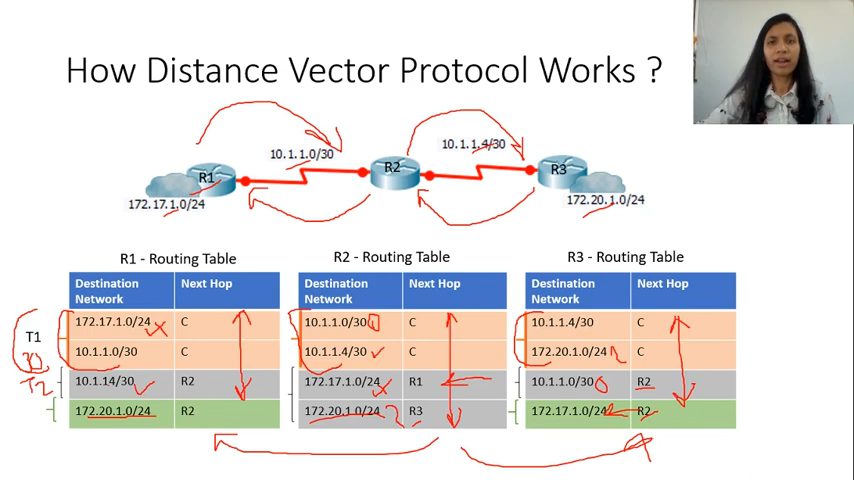 How Distance Vector Protocol Works ?
10.1.1.0/30
10.1.1.4/30
R1
R2
R3
172.17.1.0/24
172.20.1.0/24
R1 - Routing Table
R2 - Routing Table
R3 - Routing Table
Destination Network
Next Hop
Destination Network
Next Hop
Destination Network
Next Hop
172.17.1.0/24
C
10.1.1.0/30
C
10.1.1.4/30
C
T1
10.1.1.0/30
C
10.1.1.4/30
C
172.20.1.0/24
C
30
T2
10.1.14/30
R2
172.17.1.0/24
R1
10.1.1.0/30
R2
172.20.1.0/24
R2
172.20.1.0/24
R3
172.17.1.0/24
R2